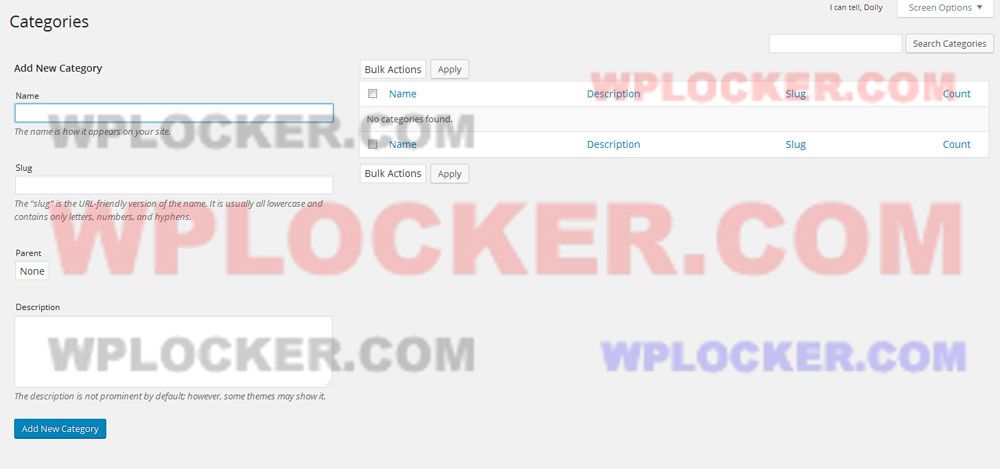 I can tell, Dolly
Screen Options ▼
Categories
Search Categories
Add New Category
Name
The name is how it appears on your site.
Slug
The "slug" is the URL-friendly version of the name. It is usually all lowercase and
contains only letters, numbers, and hyphens.
Parent
None
Description
The description is not prominent by default; however, some themes may show it.
Add New Category
Bulk Actions Apply
Name Description Slug Count
No categories found.
Name Description Slug Count
Bulk Actions Apply
WPLOCKER.COM
WPLOCKER.COM
WPLOCKER.COM
WPLOCKER.COM
WPLOCKER.COM